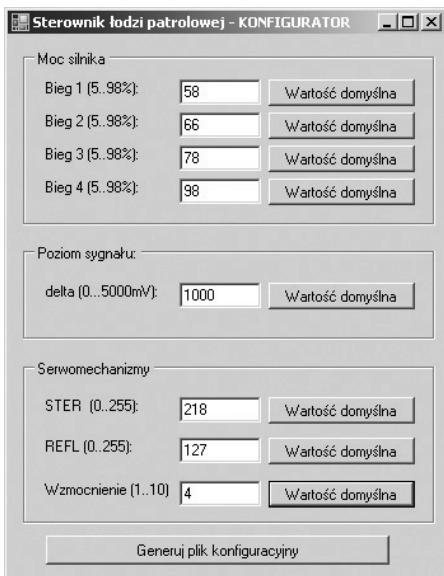 Sterownik łodzi patrolowej - KONFIGURATOR
Moc silnika
Bieg 1 (5..98%): 58 Wartość domyślna
Bieg 2 (5..98%): 66 Wartość domyślna
Bieg 3 (5..98%): 78 Wartość domyślna
Bieg 4 (5..98%): 98 Wartość domyślna
Poziom sygnału:
delta (0...5000mV): 1000 Wartość domyślna
Serwomechanizmy
STER (0..255): 218 Wartość domyślna
REFL (0..255): 127 Wartość domyślna
Wzmocnienie (1..10) 4 Wartość domyślna
Generuj plik konfiguracyjny